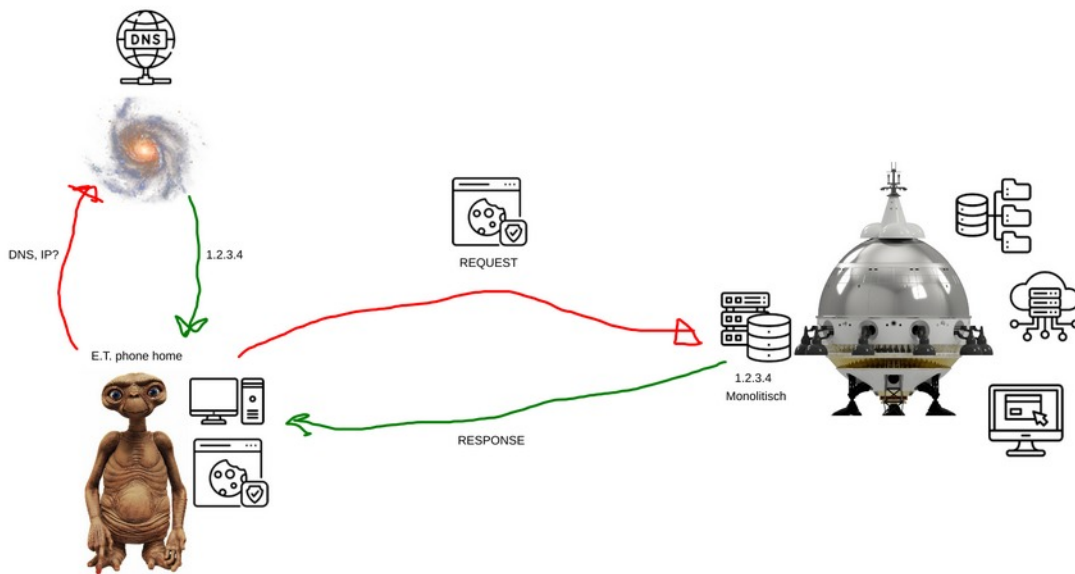 DNS
DNS, IP?
1.2.3.4
REQUEST
E.T. phone home
1.2.3.4
Monolitisch
RESPONSE